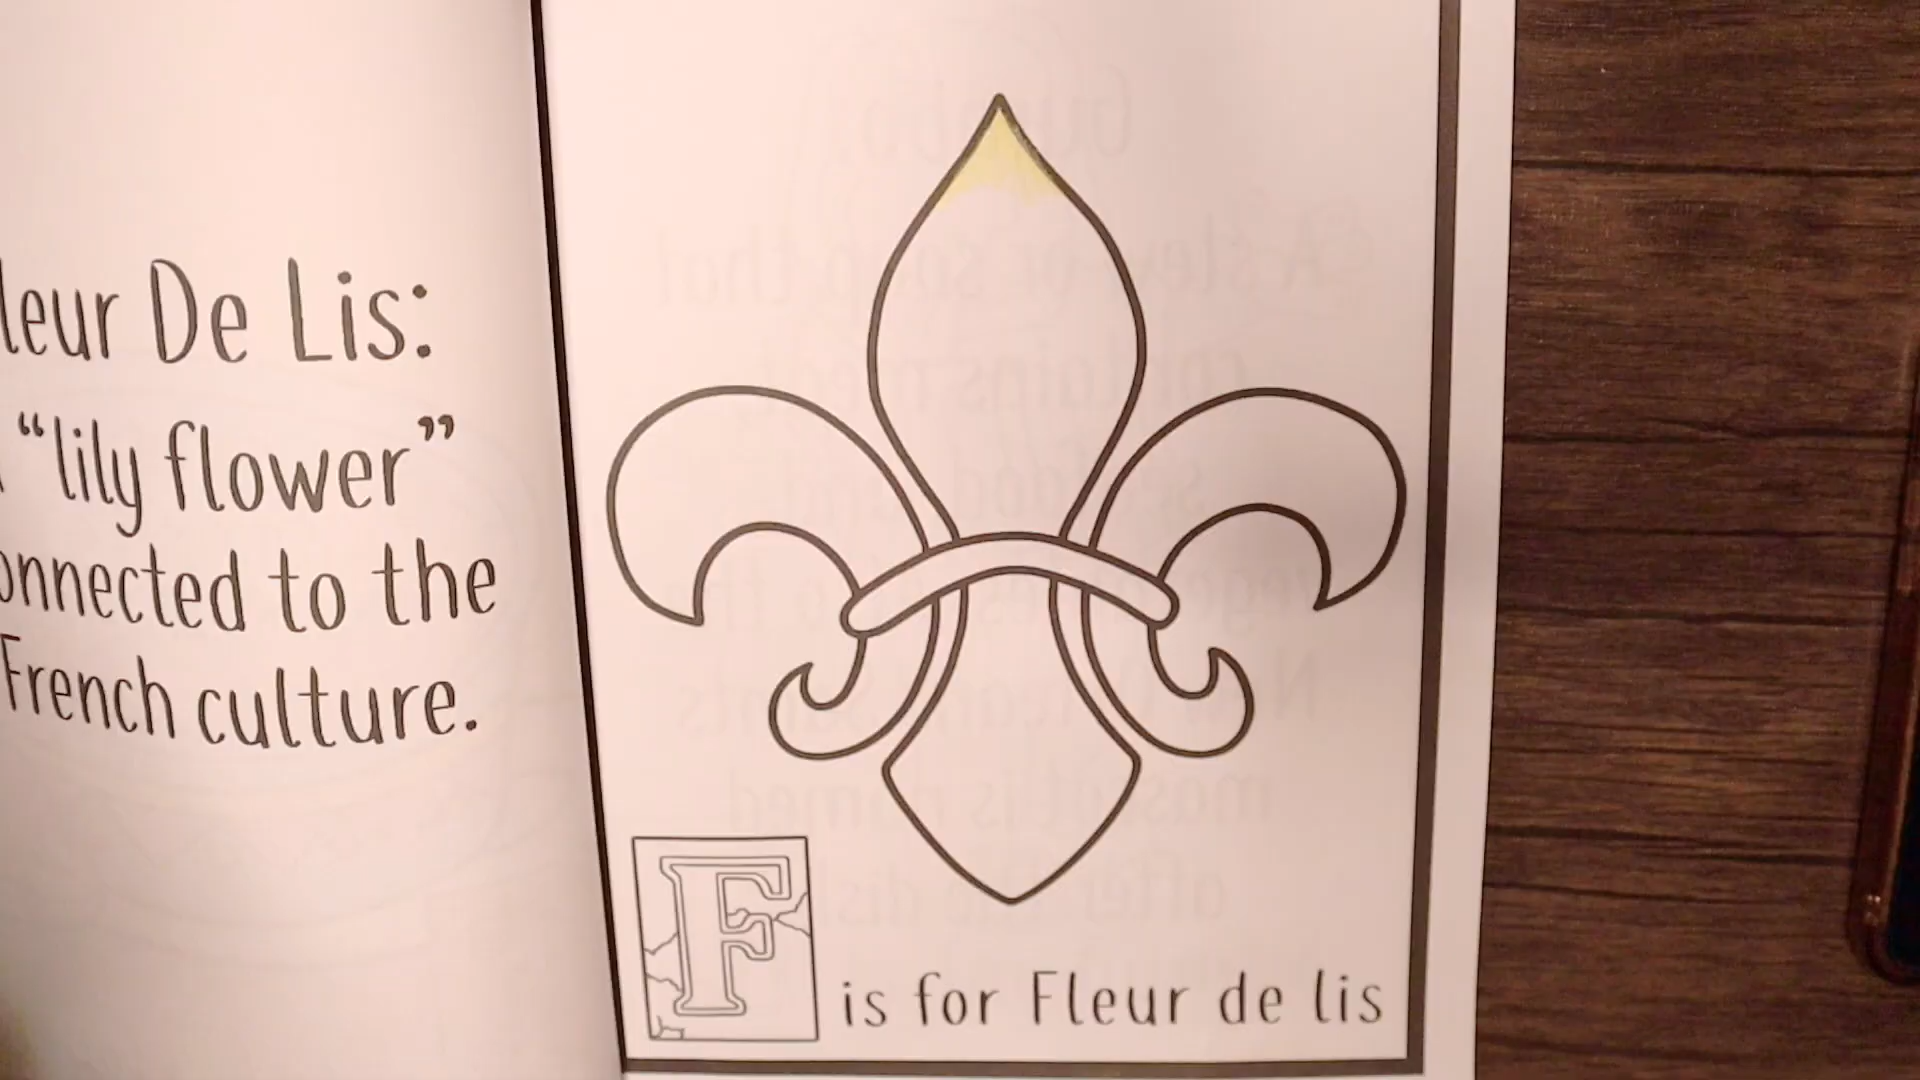 leur De Lis:
"lily flower"
onnected to the
French culture.
F is for Fleur de lis